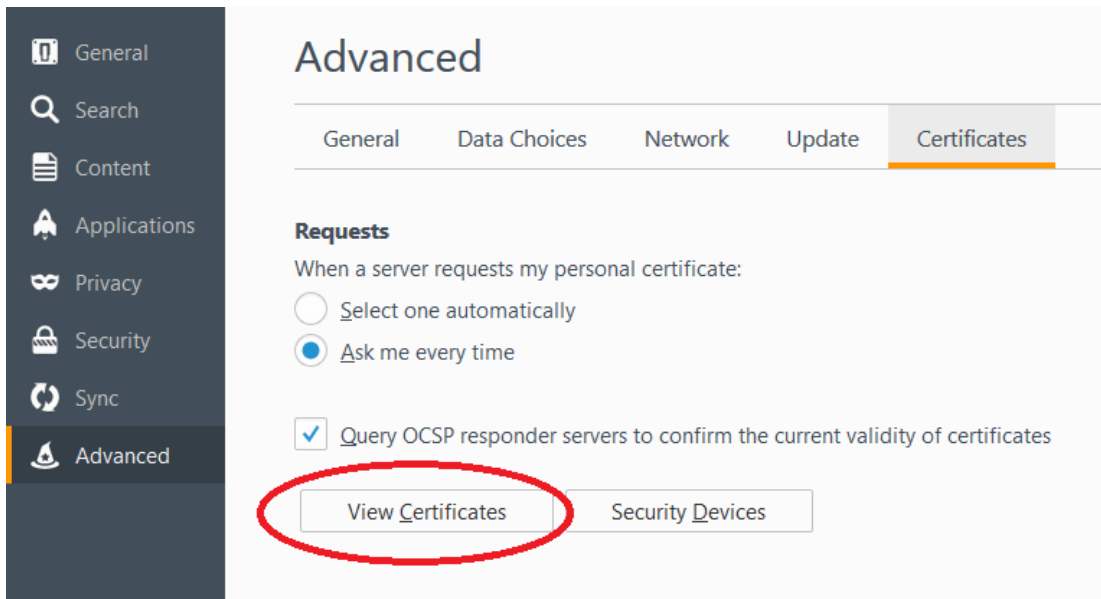 General
Search
Content
Applications
Privacy
Security
Sync
Advanced
Advanced
General Data Choices Network Update Certificates
Requests
When a server requests my personal certificate:
Select one automatically
Ask me every time
Query OCSP responder servers to confirm the current validity of certificates
View Certificates Security Devices